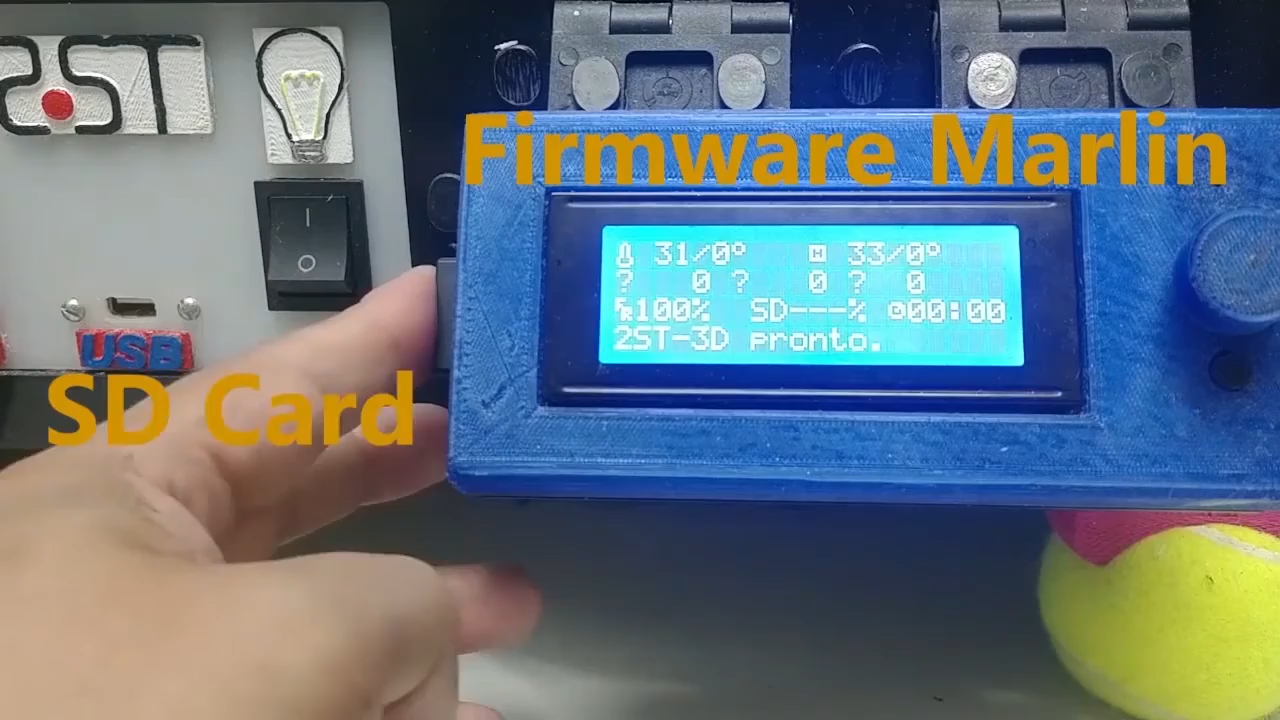 2ST
Firmware Marlin
31/0° 33/0°
? 0 ? 0 ? 0
100% SD---% 00:00
2ST-3D pronto.
USB
SD Card